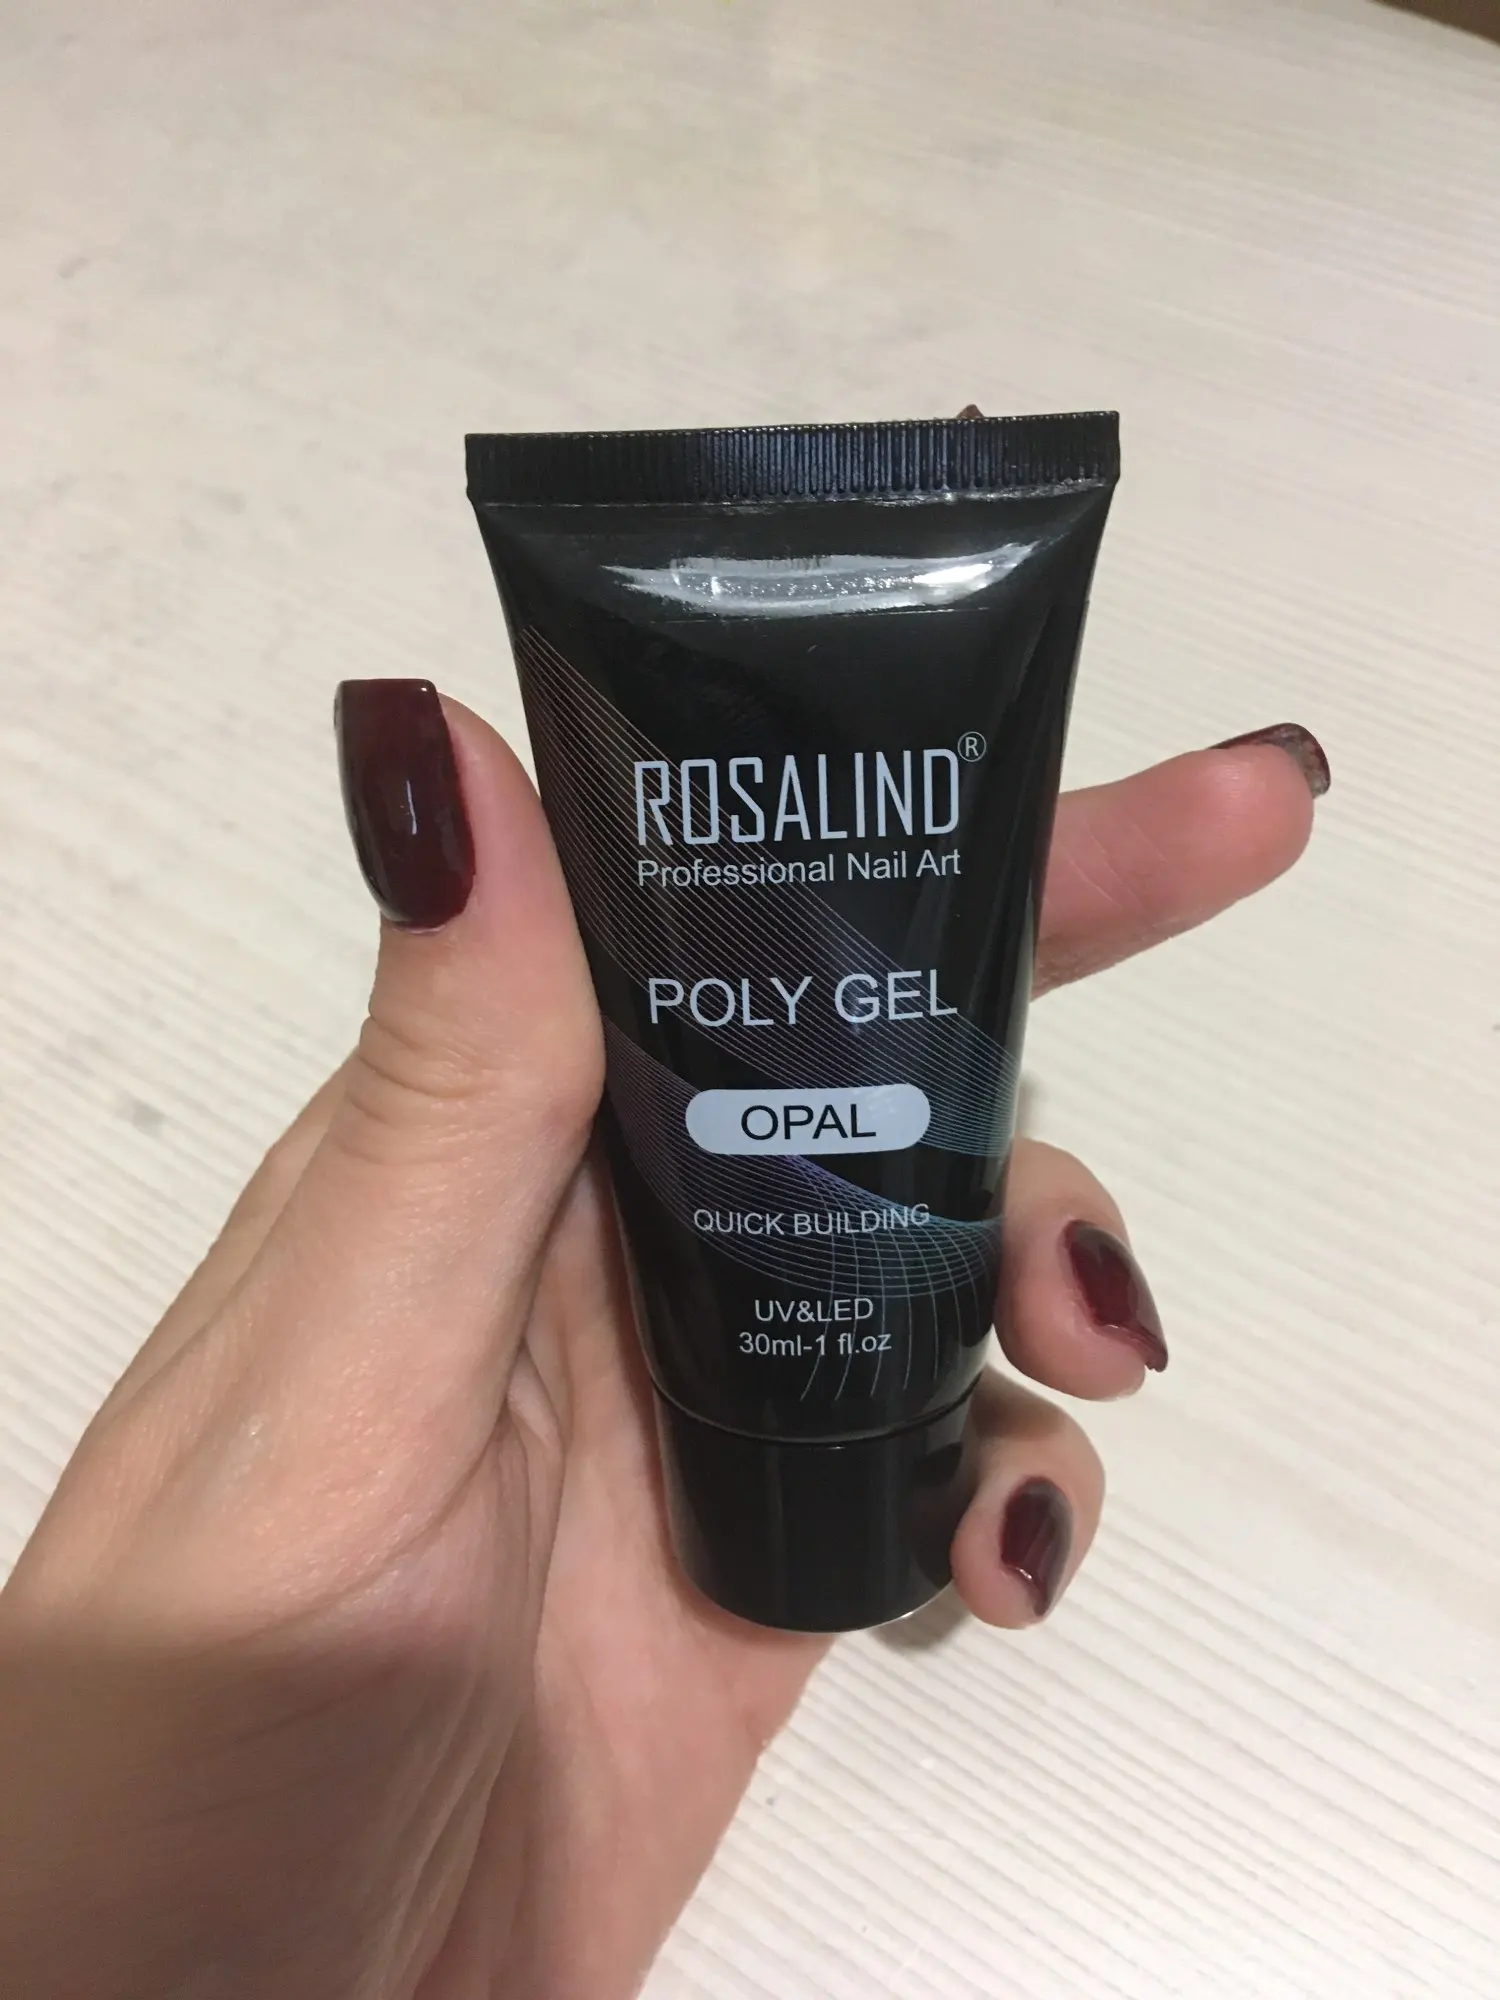 ROSALIND®
Professional Nail Art
POLY GEL
OPAL
QUICK BUILDING
UV&LED
30ml-1 fl.oz